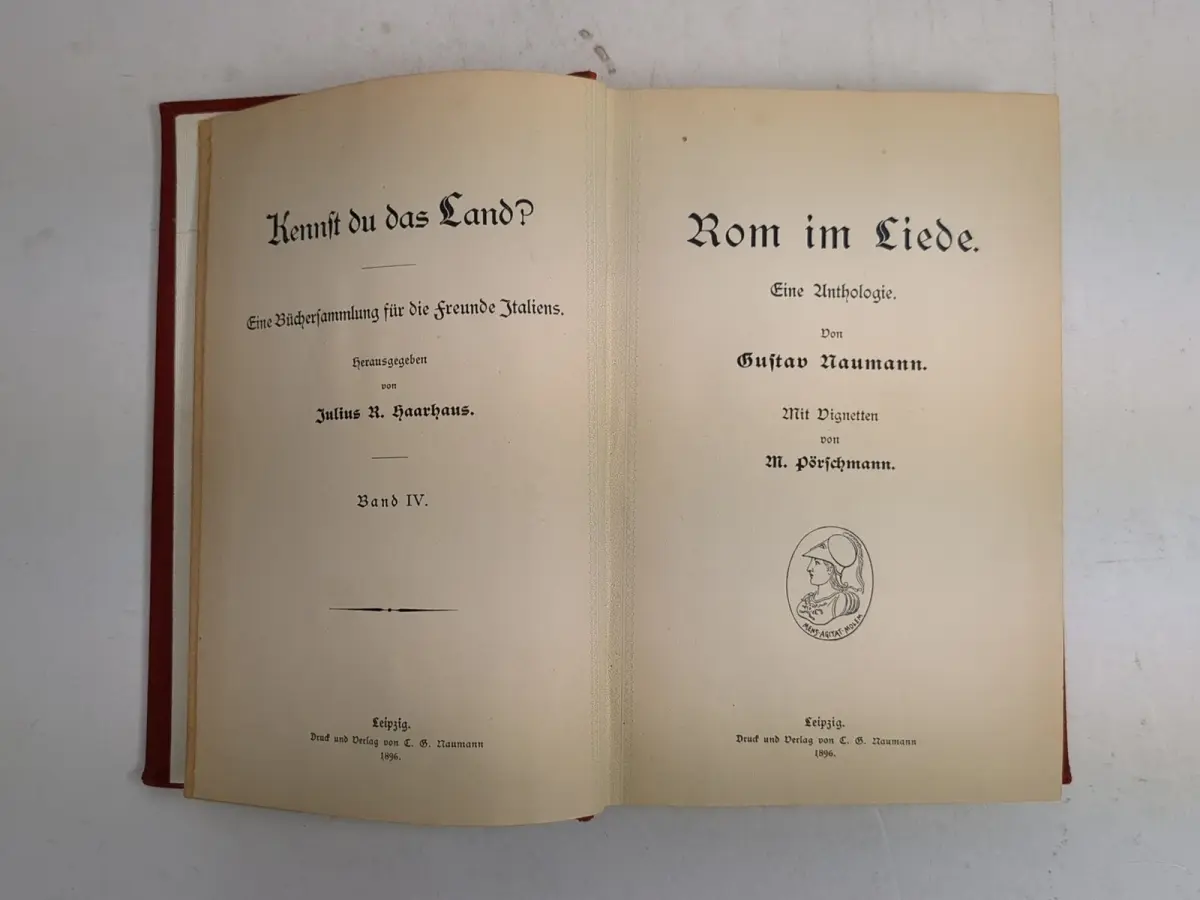 Kennst du das Land?
Eine Büchersammlung für die Freunde Italiens.
Herausgegeben
von
Julius R. Haarhaus.
Band IV.
Leipzig.
Druck und Verlag von C. G. Naumann
1896.
Rom im Liede.
Eine Anthologie.
Von
Gustav Naumann.
Mit Vignetten
von
M. Pörschmann.
MENS·AGITAT·MOLEM
Leipzig.
Druck und Verlag von C. G. Naumann
1896.